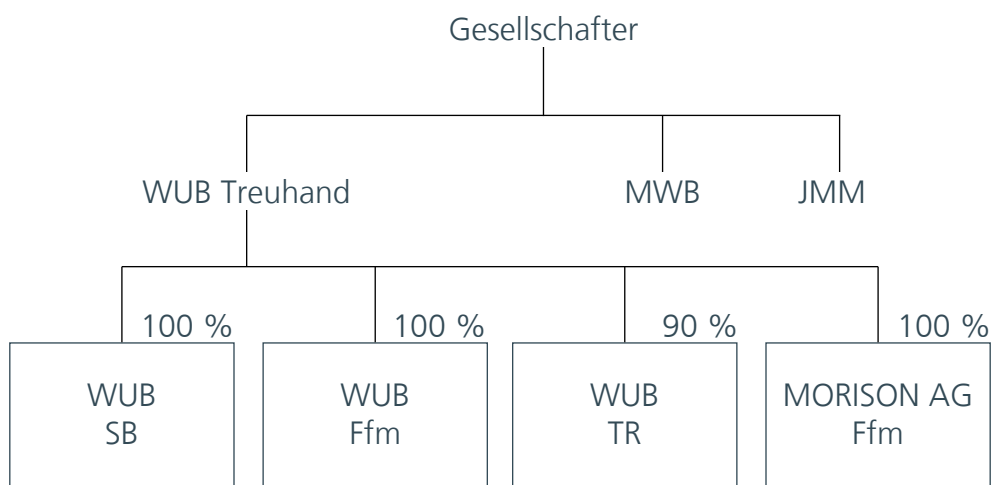 Gesellschafter
WUB Treuhand
MWB
JMM
100 %
100 %
90 %
100 %
WUB
SB
WUB
Ffm
WUB
TR
MORISON AG
Ffm